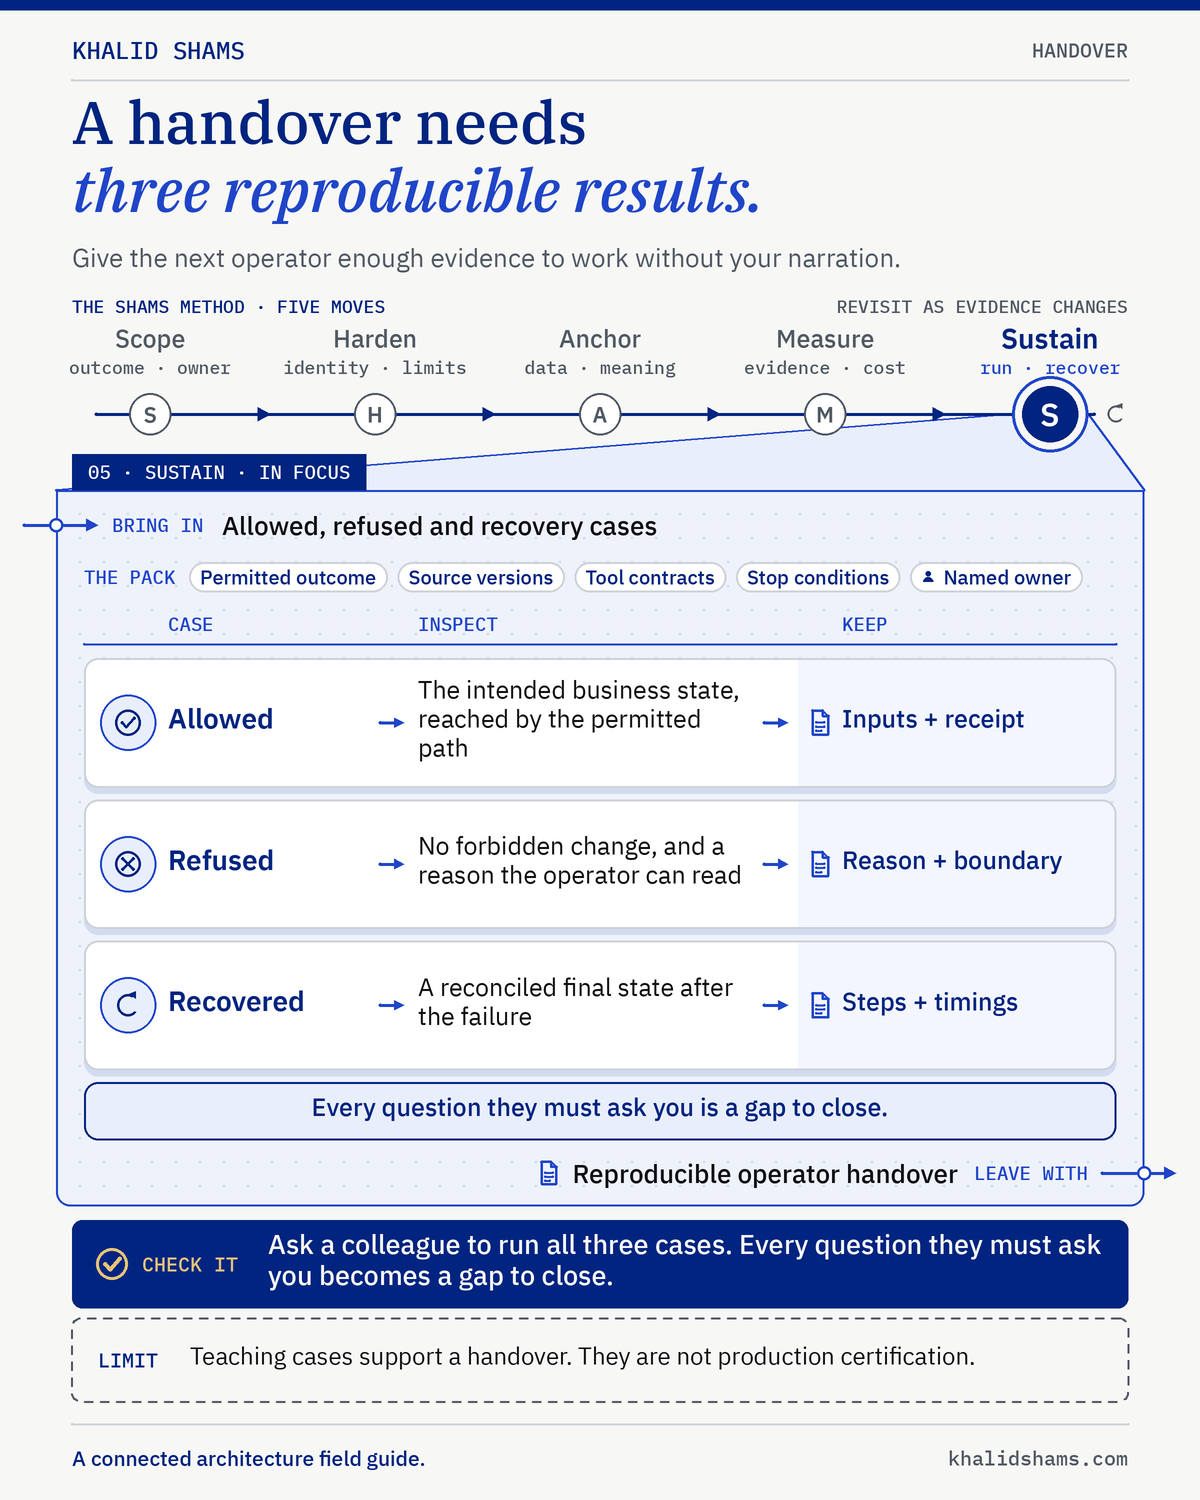 KHALID SHAMS
HANDOVER
A handover needs
three reproducible results.
Give the next operator enough evidence to work without your narration.
THE SHAMS METHOD · FIVE MOVES
REVISIT AS EVIDENCE CHANGES
Scope
outcome · owner
Harden
identity · limits
Anchor
data · meaning
Measure
evidence · cost
Sustain
run · recover
S
H
A
M
S
05 · SUSTAIN · IN FOCUS
BRING IN Allowed, refused and recovery cases
THE PACK Permitted outcome Source versions Tool contracts Stop conditions Named owner
CASE INSPECT KEEP
Allowed
The intended business state,
reached by the permitted
path
Inputs + receipt
Refused
No forbidden change, and a
reason the operator can read
Reason + boundary
Recovered
A reconciled final state after
the failure
Steps + timings
Every question they must ask you is a gap to close.
Reproducible operator handover LEAVE WITH
CHECK IT
Ask a colleague to run all three cases. Every question they must ask
you becomes a gap to close.
LIMIT Teaching cases support a handover. They are not production certification.
A connected architecture field guide.
khalidshams.com